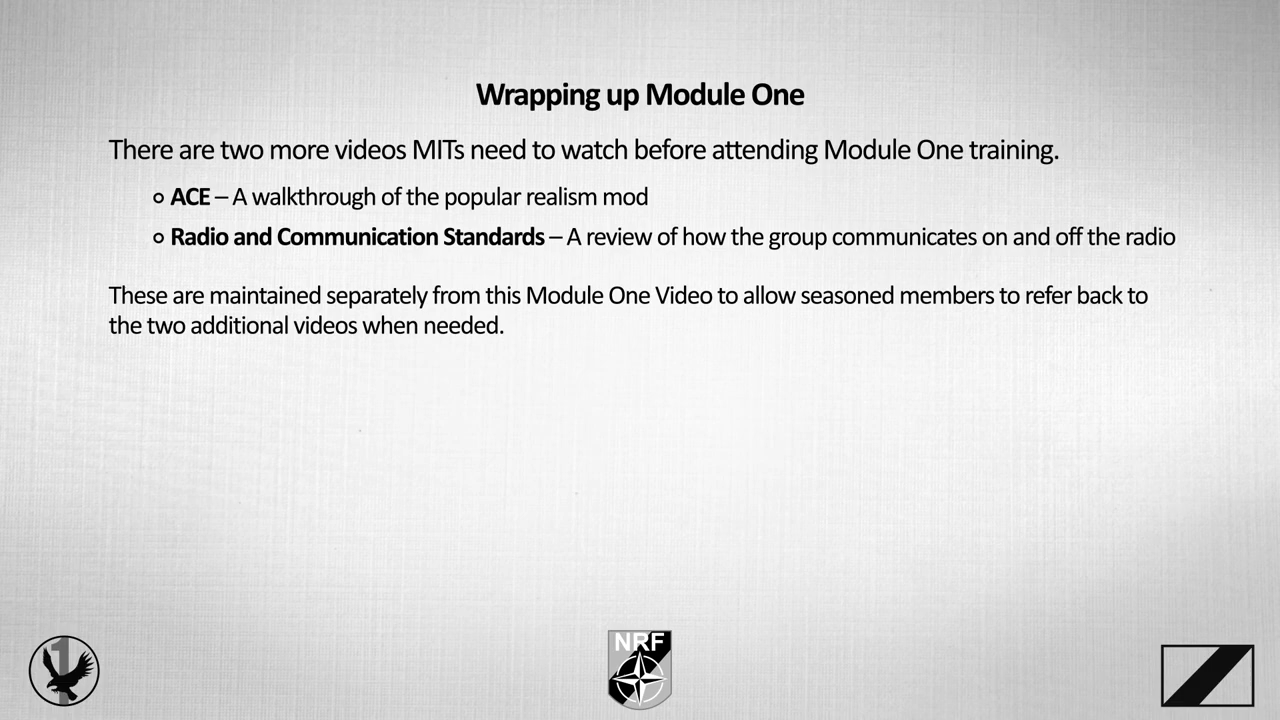 Wrapping up Module One
There are two more videos MITs need to watch before attending Module One training.
ACE – A walkthrough of the popular realism mod
Radio and Communication Standards – A review of how the group communicates on and off the radio
These are maintained separately from this Module One Video to allow seasoned members to refer back to
the two additional videos when needed.
1
NRF